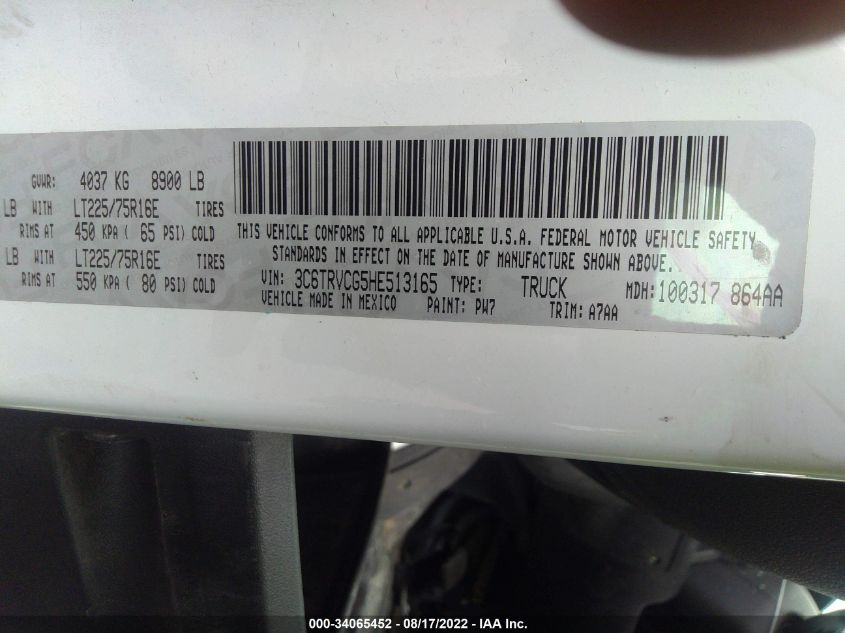 GVWR: 4037 KG 8900 LB
LB WITH LT225/75R16E TIRES
RIMS AT 450 KPA ( 65 PSI) COLD
LB WITH LT225/75R16E TIRES
RIMS AT 550 KPA ( 80 PSI) COLD
THIS VEHICLE CONFORMS TO ALL APPLICABLE U.S.A. FEDERAL MOTOR VEHICLE SAFETY
STANDARDS IN EFFECT ON THE DATE OF MANUFACTURE SHOWN ABOVE.
VIN: 3C6TRVCG5HE513165 TYPE: TRUCK MDH: 100317 864AA
VEHICLE MADE IN MEXICO PAINT: PW7 TRIM: A7AA
000-34065452 - 08/17/2022 - IAA Inc.